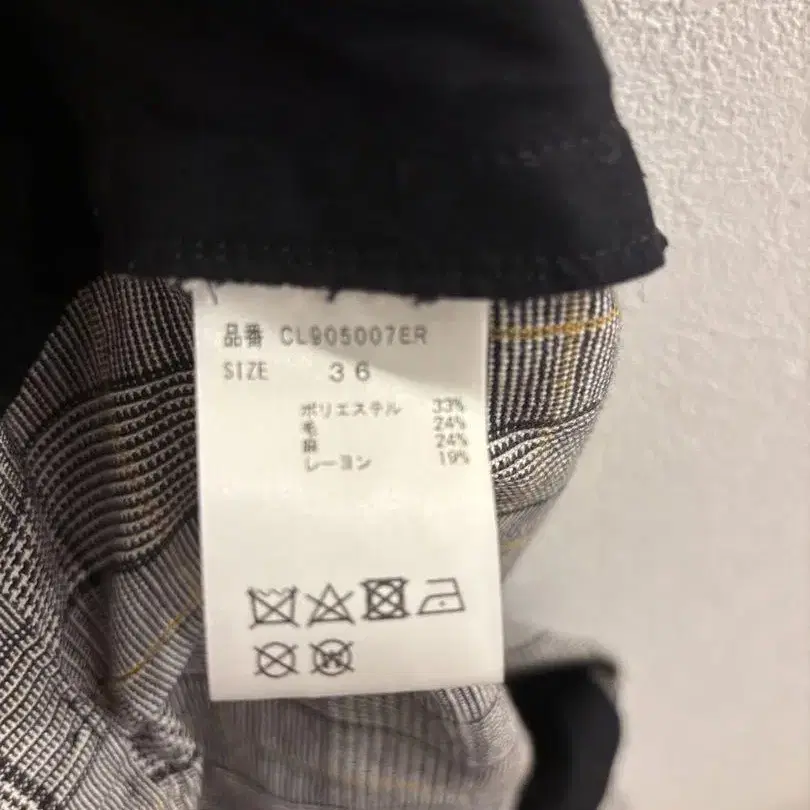 品番 CL905007ER
SIZE 36
ポリエステル 33%
毛 24%
麻 24%
レーヨン 19%